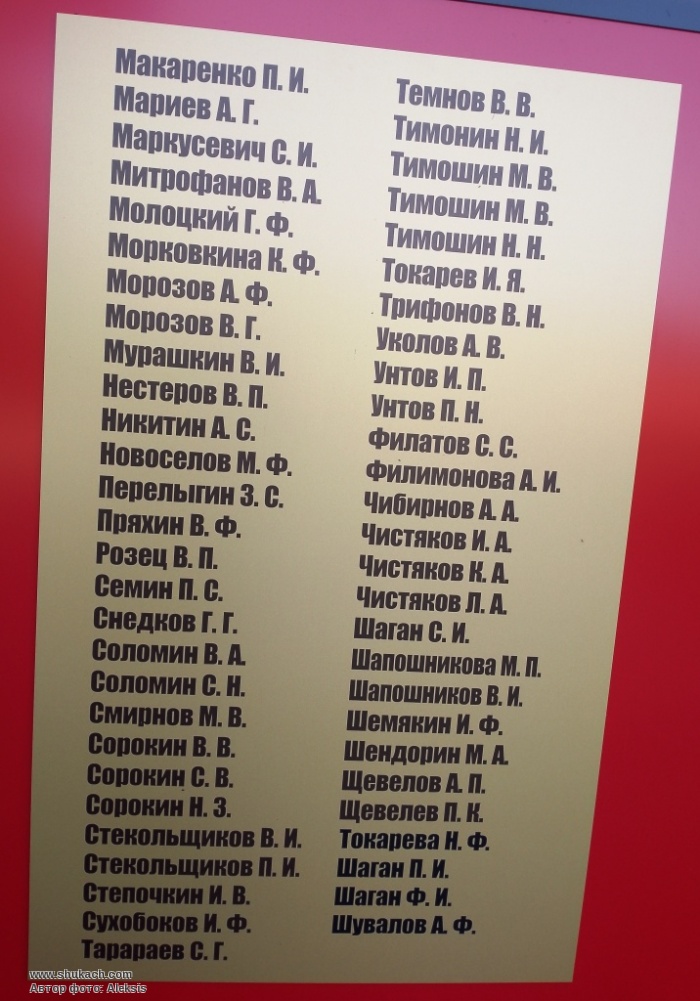 Макаренко П. И.
Мариев А. Г.
Маркусевич С. И.
Митрофанов В. А.
Молоцкий Г. Ф.
Морковкина К. Ф.
Морозов А. Ф.
Морозов В. Г.
Мурашкин В. И.
Нестеров В. П.
Никитин А. С.
Новоселов М. Ф.
Перелыгин З. С.
Пряхин В. Ф.
Розец В. П.
Семин П. С.
Снедков Г. Г.
Соломин В. А.
Соломин С. Н.
Смирнов М. В.
Сорокин В. В.
Сорокин С. В.
Сорокин Н. З.
Стекольщиков В. И.
Стекольщиков П. И.
Степочкин И. В.
Сухобоков И. Ф.
Тарараев С. Г.
Темнов В. В.
Тимонин Н. И.
Тимошин М. В.
Тимошин М. В.
Тимошин Н. Н.
Токарев И. Я.
Трифонов В. Н.
Уколов А. В.
Унтов И. П.
Унтов П. Н.
Филатов С. С.
Филимонова А. И.
Чибирнов А. А.
Чистяков И. А.
Чистяков К. А.
Чистяков Л. А.
Шаган С. И.
Шапошникова М. П.
Шапошников В. И.
Шемякин И. Ф.
Шендорин М. А.
Щевелов А. П.
Щевелев П. К.
Токарева Н. Ф.
Шаган П. И.
Шаган Ф. И.
Шувалов А. Ф.
www.shukach.com
Автор фото: Aleksis